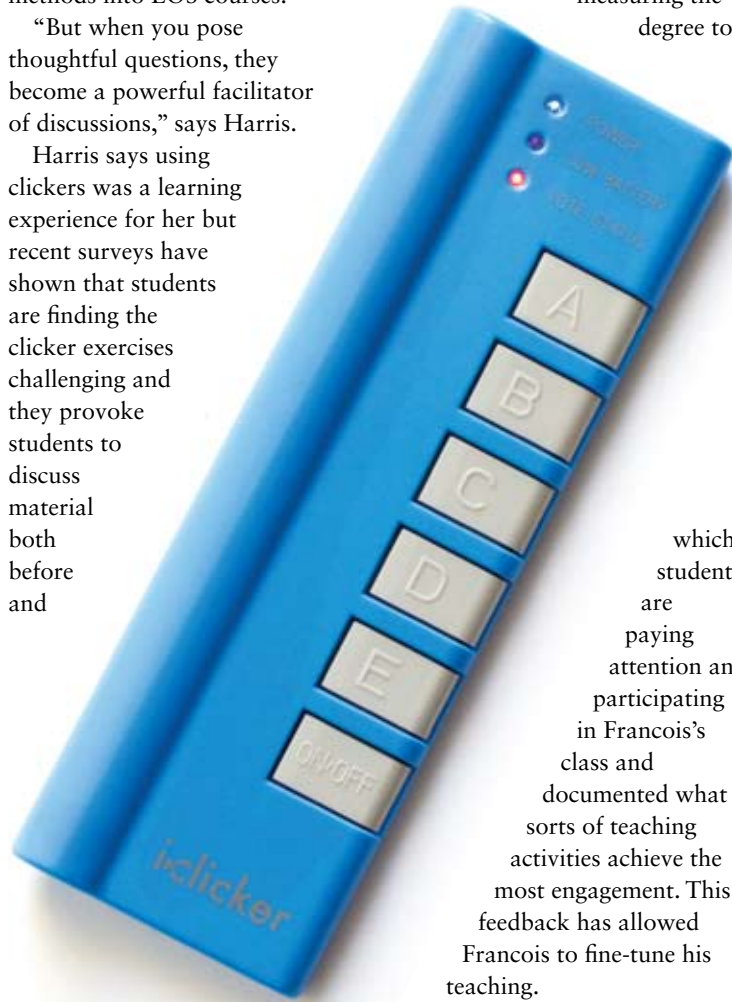 methods into EOS courses.
“But when you pose
thoughtful questions, they
become a powerful facilitator
of discussions,” says Harris.
Harris says using
clickers was a learning
experience for her but
recent surveys have
shown that students
are finding the
clicker exercises
challenging and
they provoke
students to
discuss
material
both
before
and
POWER
LOW BATTERY
VOTE STATUS
A
B
C
D
E
ON•OFF
i>clicker
measuring the
degree to
which
student
are
paying
attention an
participating
in Francois’s
class and
documented what
sorts of teaching
activities achieve the
most engagement. This
feedback has allowed
Francois to fine-tune his
teaching.